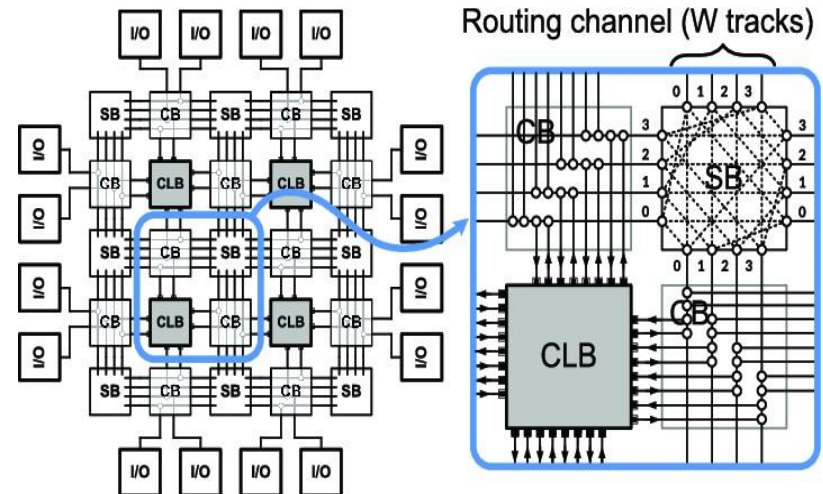 I/O I/O I/O I/O
Routing channel (W tracks)
SB CB SB CB SB
I/O CB CLB CB CLB CB I/O
I/O I/O
SB CB SB CB SB
I/O I/O
CB CLB CB CLB CB
I/O I/O
SB CB SB CB SB
I/O I/O I/O I/O
0 1 2 3
CB 3 SB 3
2 2
1 1
0 0
0 1 2 3
CLB CB